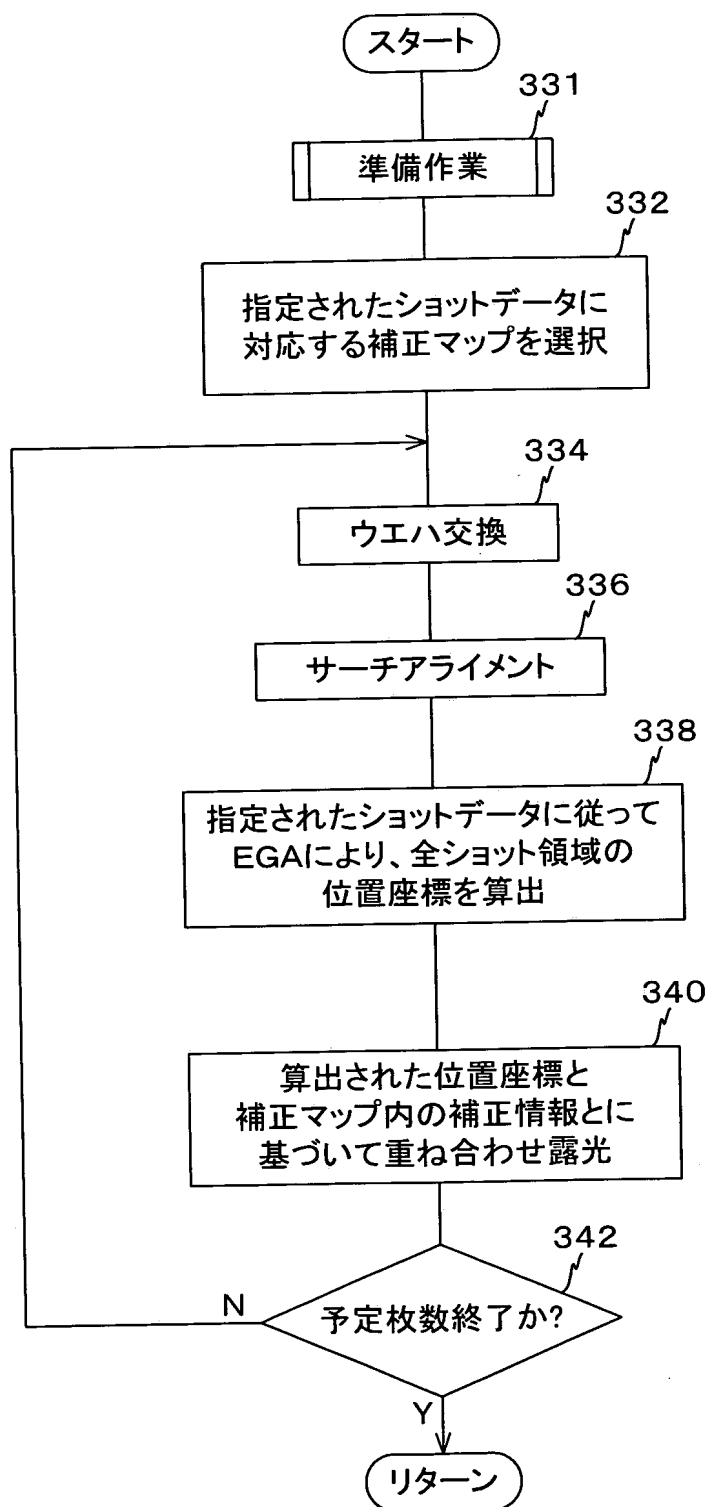 スタート
331
準備作業
332
指定されたショットデータに
対応する補正マップを選択
334
ウエハ交換
336
サーチアライメント
338
指定されたショットデータに従って
EGAにより、全ショット領域の
位置座標を算出
340
算出された位置座標と
補正マップ内の補正情報とに
基づいて重ね合わせ露光
342
予定枚数終了か?
N
Y
リターン